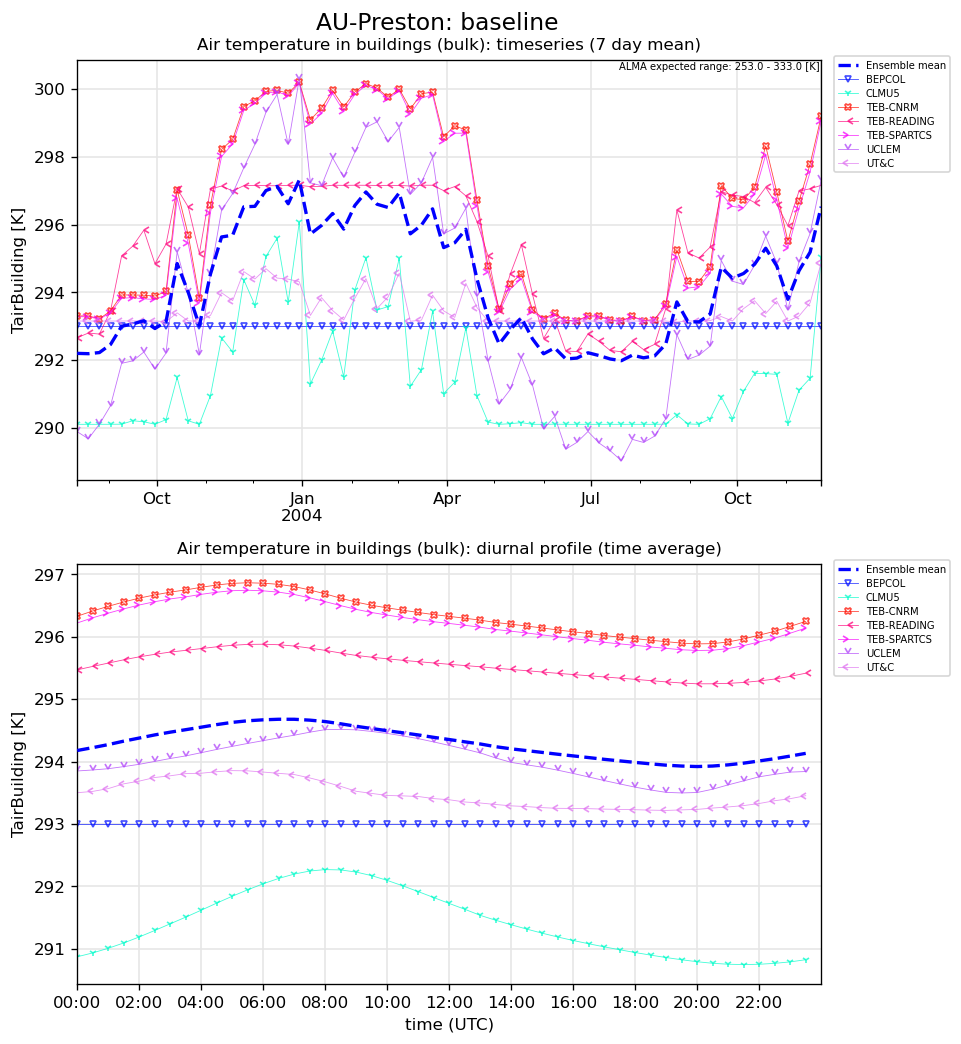 AU-Preston: baseline
Air temperature in buildings (bulk): timeseries (7 day mean)
ALMA expected range: 253.0 - 333.0 [K]
TairBuilding [K]
300
298
296
294
292
290
Oct
Jan
2004
Apr
Jul
Oct
Ensemble mean
BEPCOL
CLMU5
TEB-CNRM
TEB-READING
TEB-SPARTCS
UCLEM
UT&C
Air temperature in buildings (bulk): diurnal profile (time average)
TairBuilding [K]
297
296
295
294
293
292
291
00:00 02:00 04:00 06:00 08:00 10:00 12:00 14:00 16:00 18:00 20:00 22:00
time (UTC)
Ensemble mean
BEPCOL
CLMU5
TEB-CNRM
TEB-READING
TEB-SPARTCS
UCLEM
UT&C